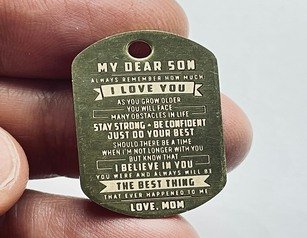 MY DEAR SON
ALWAYS REMEMBER HOW MUCH
I LOVE YOU
AS YOU GROW OLDER
YOU WILL FACE
MANY OBSTACLES IN LIFE
STAY STRONG + BE CONFIDENT
JUST DO YOUR BEST
SHOULD THERE BE A TIME
WHEN I'M NOT LONGER WITH YOU
BUT KNOW THAT
I BELIEVE IN YOU
YOU WERE AND ALWAYS WILL BE
THE BEST THING
THAT EVER HAPPENED TO ME
LOVE, MOM